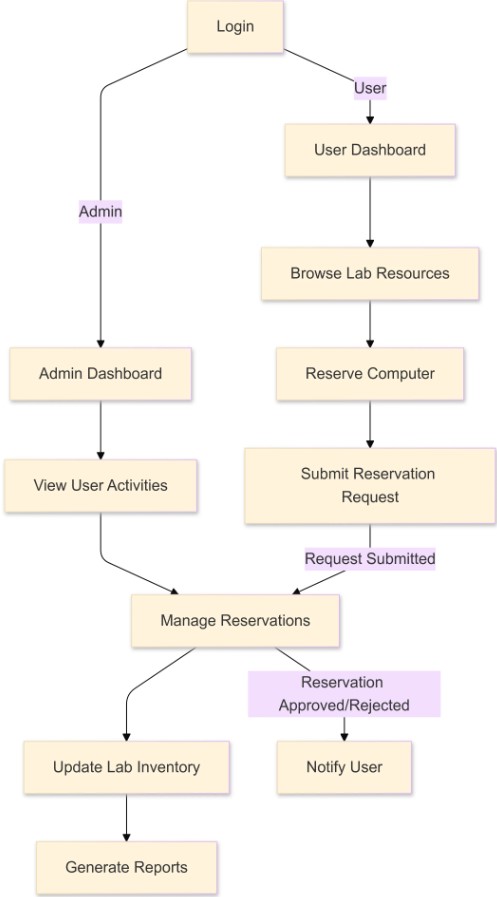 Login
User
User Dashboard
Admin
Browse Lab Resources
Admin Dashboard
Reserve Computer
View User Activities
Submit Reservation
Request
Request Submitted
Manage Reservations
Reservation
Approved/Rejected
Update Lab Inventory
Notify User
Generate Reports